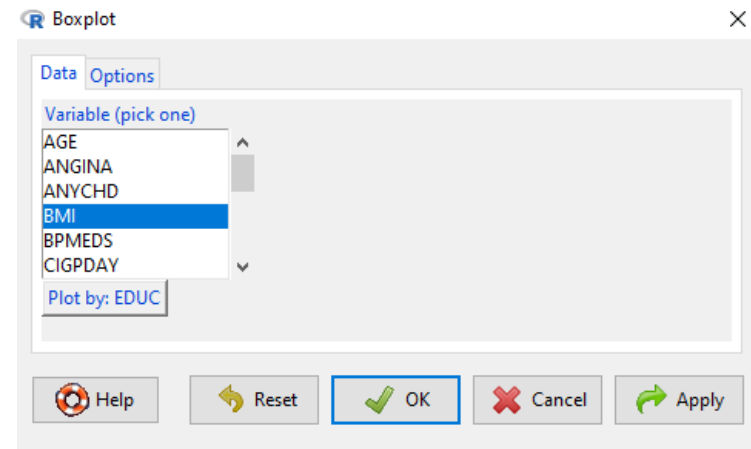 R Boxplot
Data Options
Variable (pick one)
AGE
ANGINA
ANYCHD
BMI
BPMEDS
CIGPDAY
Plot by: EDUC
Help Reset OK Cancel Apply